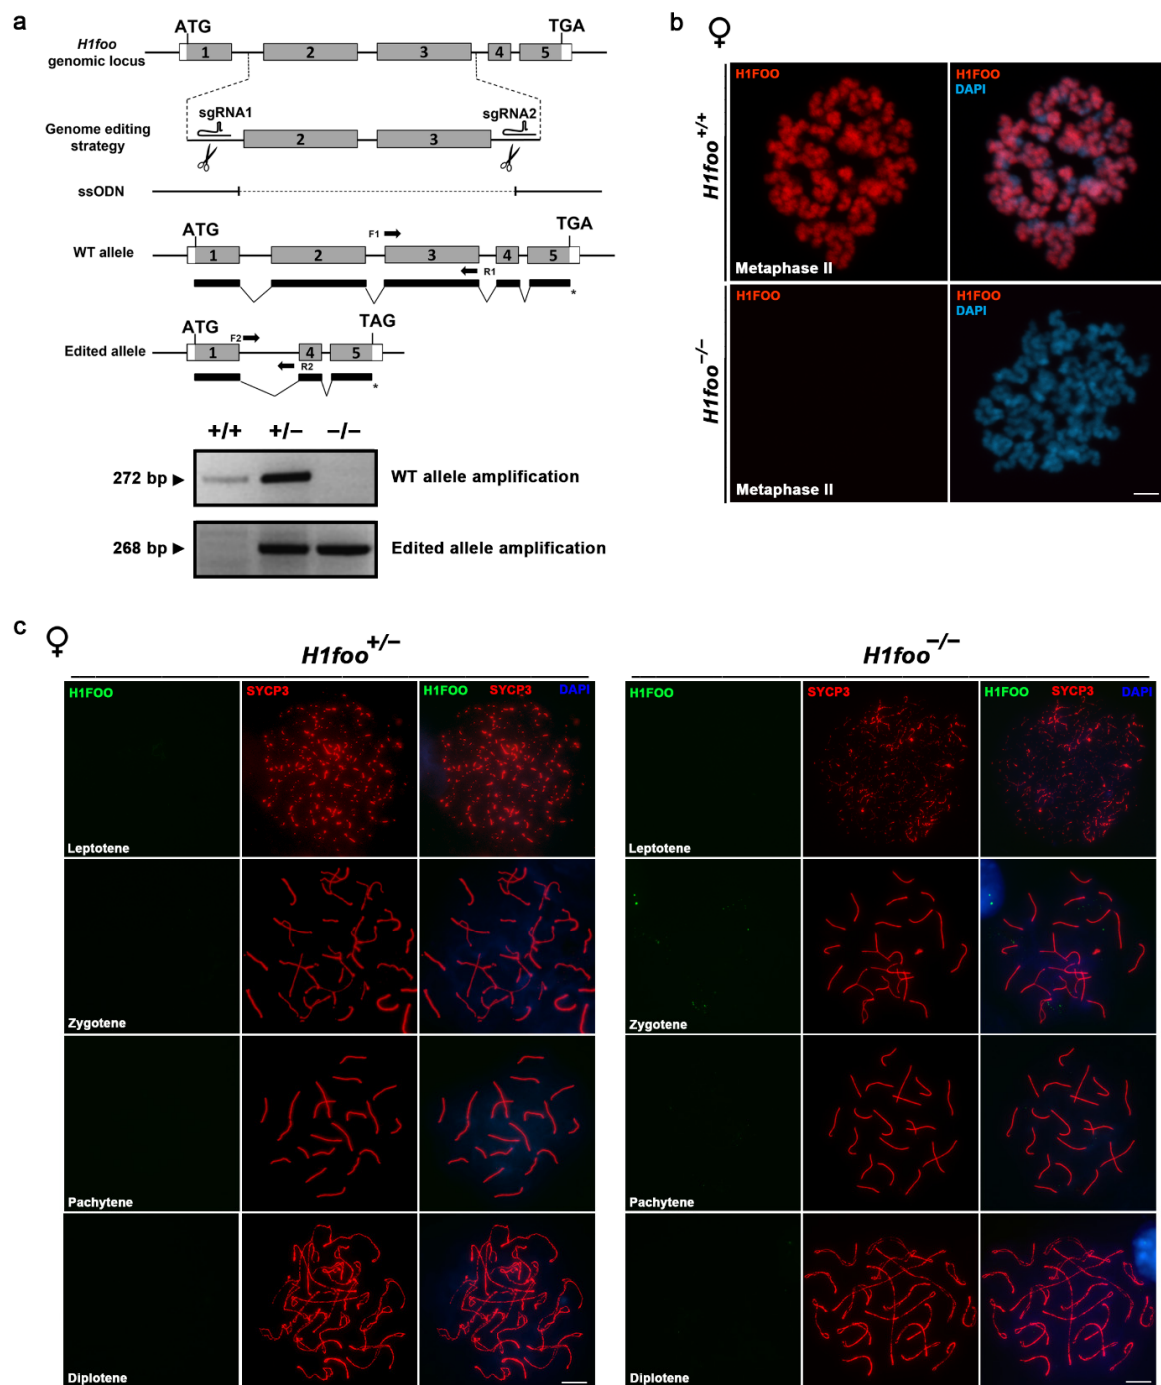 a
ATG
TGA
H1foo
genomic locus
1
2
3
4
5
sgRNA1
sgRNA2
Genome editing
strategy
2
3
ssODN
ATG
TGA
F1
WT allele
1
2
3
4
5
R1
*
ATG
TAG
F2
Edited allele
1
4
5
R2
*
+/+
+/−
−/−
272 bp
WT allele amplification
268 bp
Edited allele amplification
b
♀
H1foo+/+
H1FOO
H1FOO
DAPI
Metaphase II
H1foo−/−
H1FOO
H1FOO
DAPI
Metaphase II
c
♀
H1foo+/−
H1FOO
SYCP3
H1FOO SYCP3 DAPI
Leptotene
Zygotene
Pachytene
Diplotene
H1foo−/−
H1FOO
SYCP3
H1FOO SYCP3 DAPI
Leptotene
Zygotene
Pachytene
Diplotene